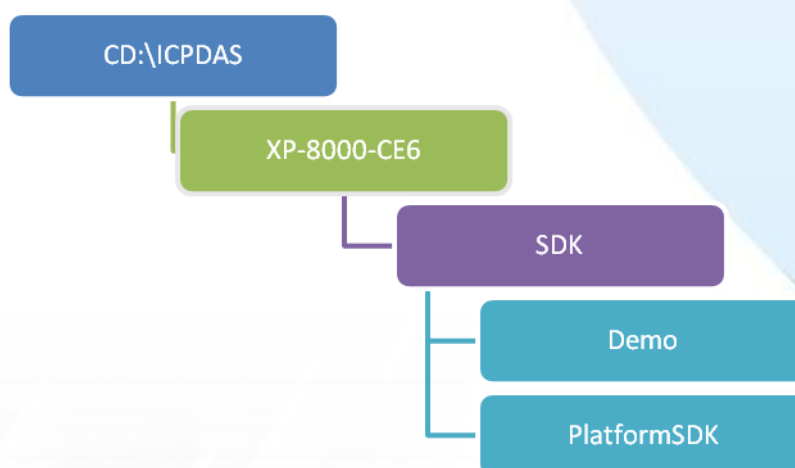 CD:\ICPDAS
XP-8000-CE6
SDK
Demo
PlatformSDK